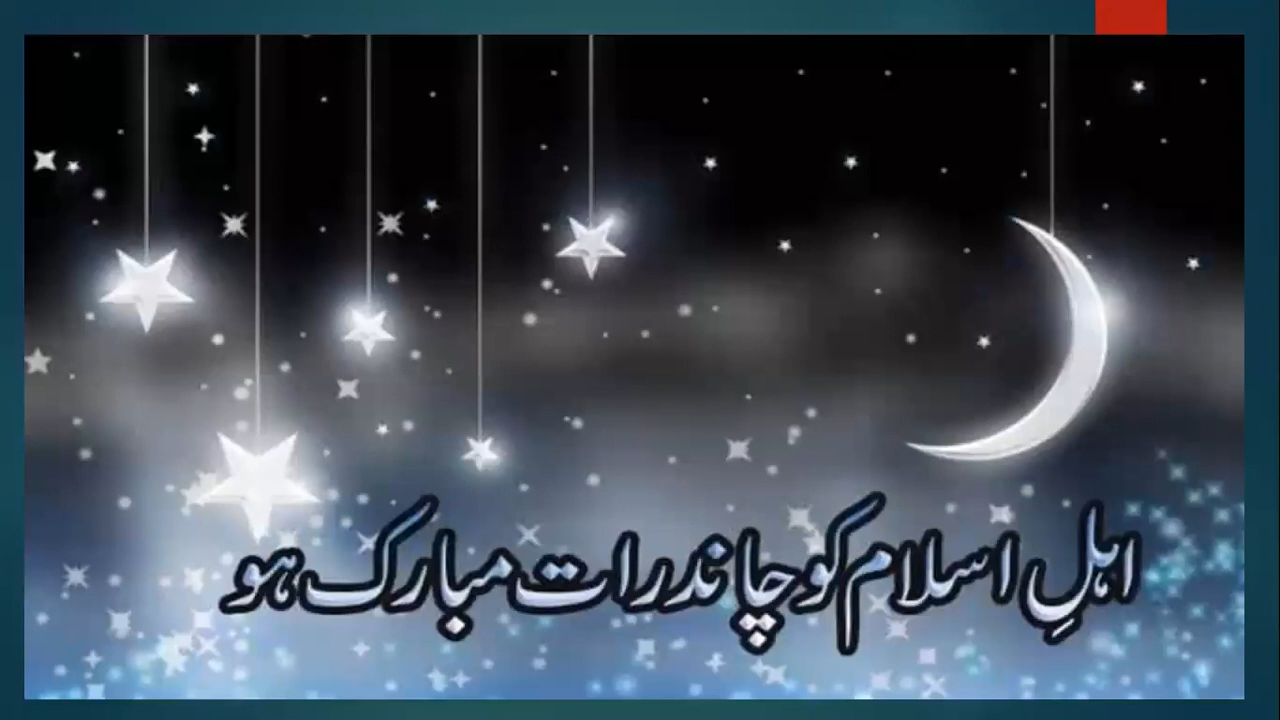 اہلِ اسلام کو چاند رات مبارک ہو